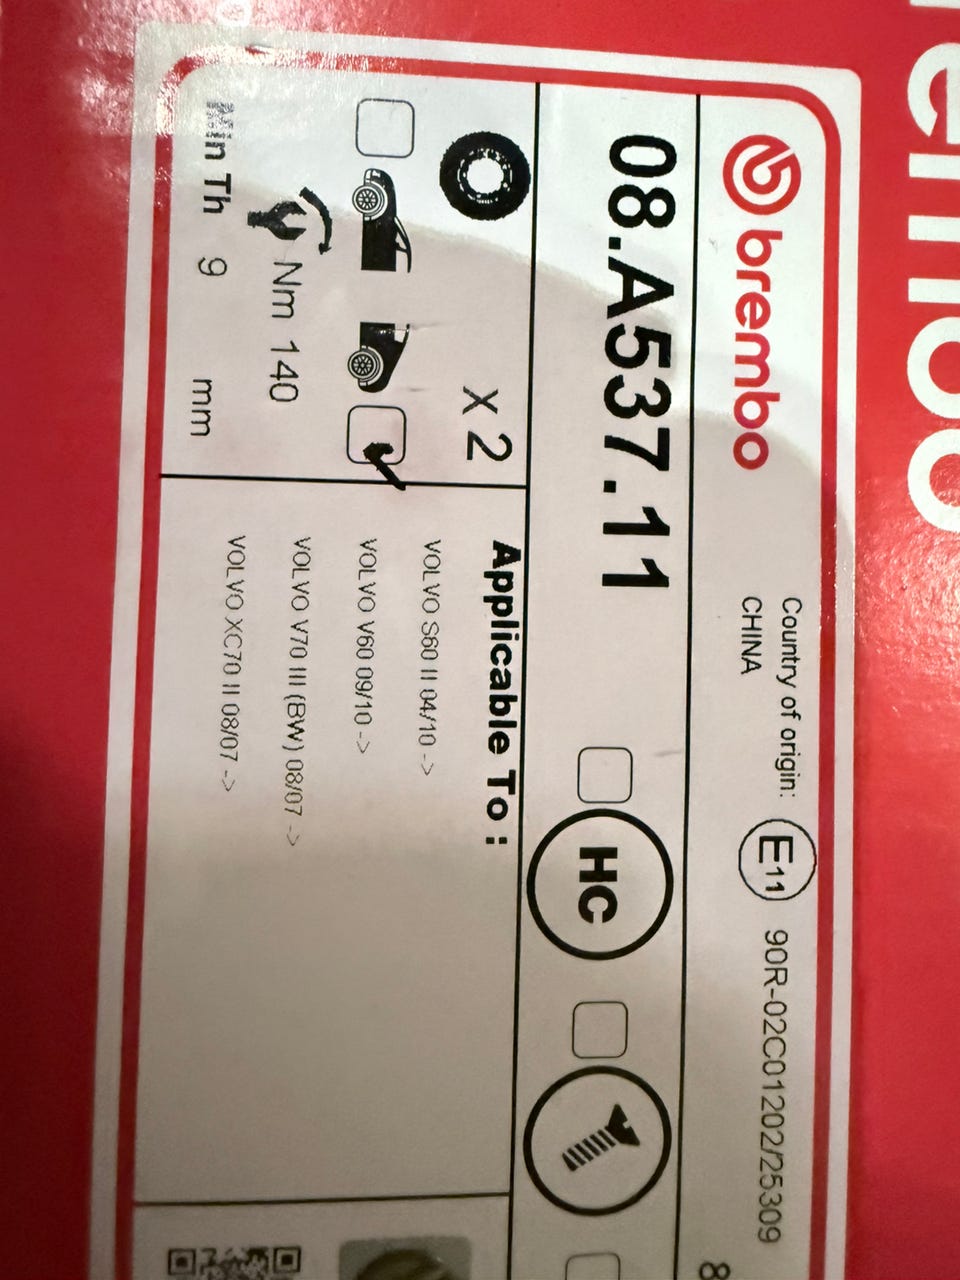 brembo
Country of origin:
CHINA
E11 90R-02C01202/25309
08.A537.11
HC
X 2
Nm 140
Min Th 9 mm
Applicable To :
VOLVO S60 II 04/10 ->
VOLVO V60 09/10 ->
VOLVO V70 III (BW) 08/07 ->
VOLVO XC70 II 08/07 ->